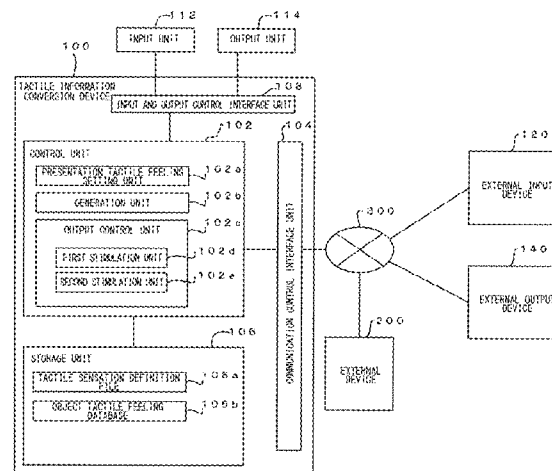 112
INPUT UNIT
114
OUTPUT UNIT
100
TACTILE INFORMATION
CONVERSION DEVICE
108
INPUT AND OUTPUT CONTROL INTERFACE UNIT
102
CONTROL UNIT
PRESENTATION TACTILE FEELING
SETTING UNIT
102a
GENERATION UNIT
102b
OUTPUT CONTROL UNIT
102c
FIRST STIMULATION UNIT
102d
SECOND STIMULATION UNIT
102e
104
COMMUNICATION CONTROL INTERFACE UNIT
106
STORAGE UNIT
TACTILE SENSATION DEFINITION
FILE
106a
OBJECT TACTILE FEELING
DATABASE
106b
300
120
EXTERNAL INPUT
DEVICE
140
EXTERNAL OUTPUT
DEVICE
200
EXTERNAL
DEVICE